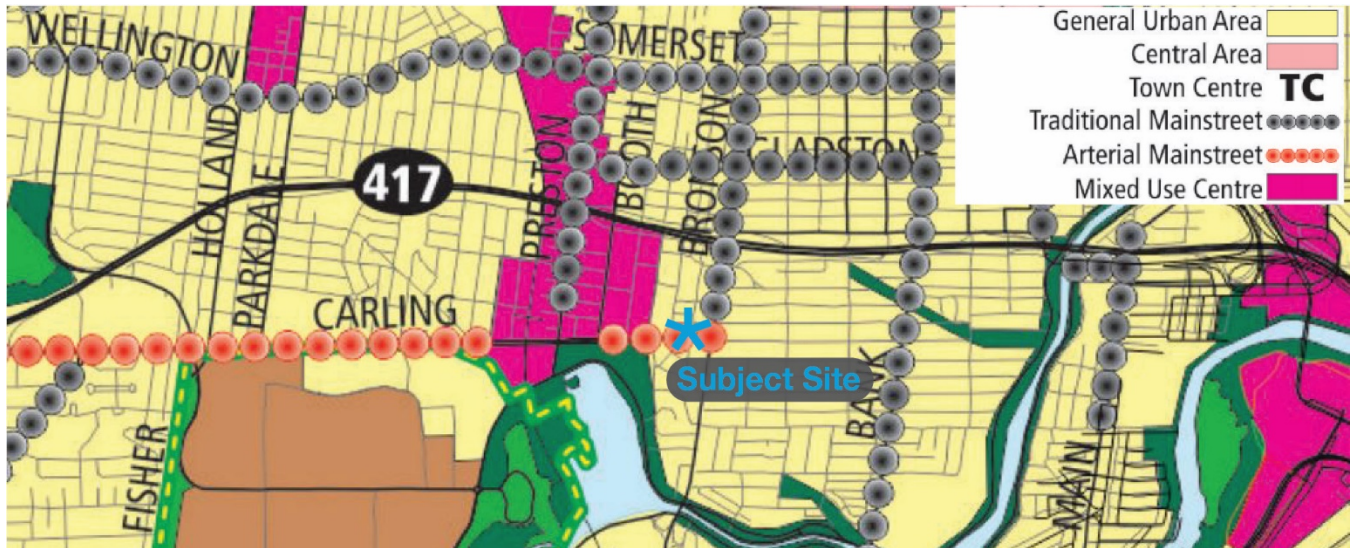 General Urban Area
Central Area
Town Centre TC
Traditional Mainstreet
Arterial Mainstreet
Mixed Use Centre
WELLINGTON
SOMERSET
HOLLAND
PARKDALE
417
PRESTON
BOOTH
BRONSON
GLADSTON
CARLING
Subject Site
BANK
FISHER
MAIN